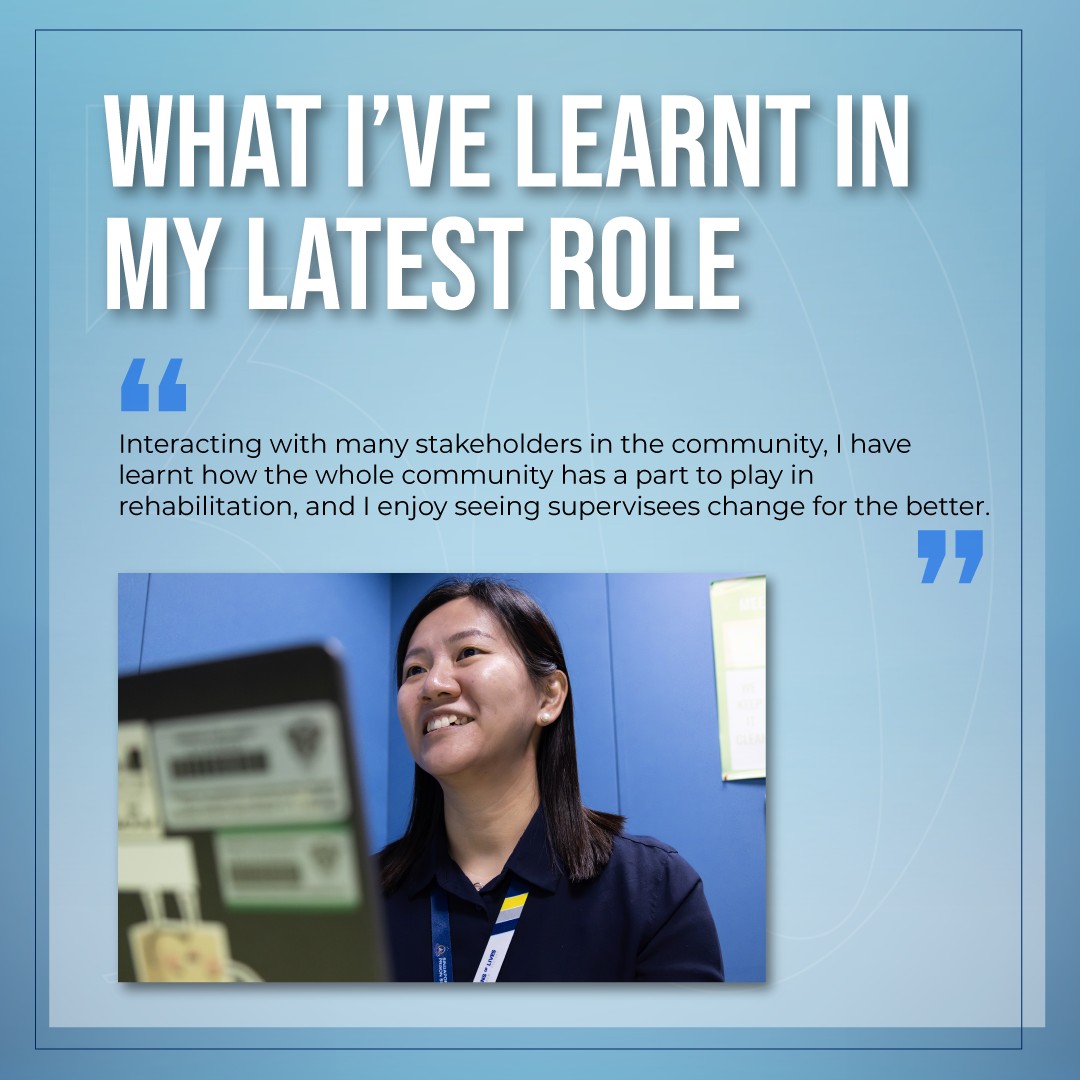 WHAT I’VE LEARNT IN
MY LATEST ROLE
“
Interacting with many stakeholders in the community, I have
learnt how the whole community has a part to play in
rehabilitation, and I enjoy seeing supervisees change for the better.
”